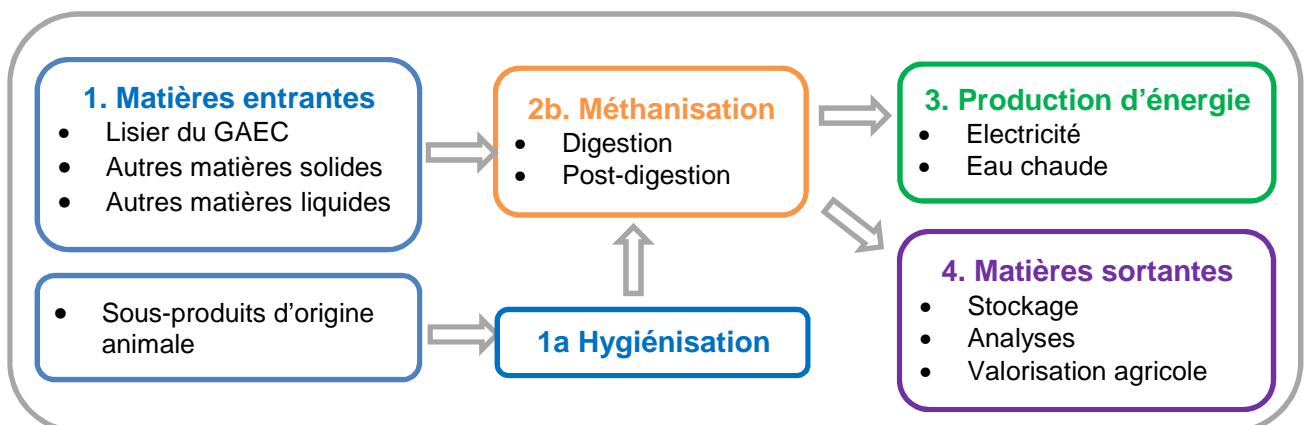 1. Matières entrantes
• Lisier du GAEC
• Autres matières solides
• Autres matières liquides
• Sous-produits d'origine
animale
1a Hygiénisation
2b. Méthanisation
• Digestion
• Post-digestion
3. Production d'énergie
• Electricité
• Eau chaude
4. Matières sortantes
• Stockage
• Analyses
• Valorisation agricole